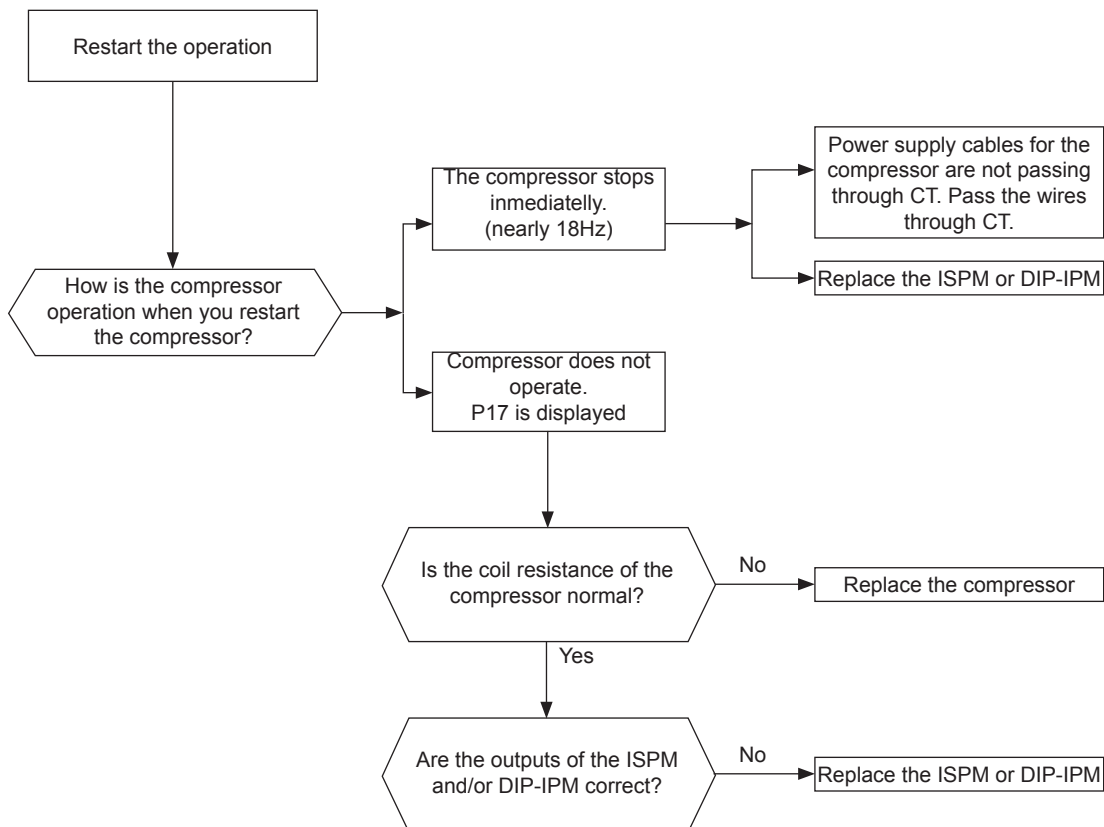 Restart the operation
Power supply cables for the
compressor are not passing
through CT. Pass the wires
through CT.
The compressor stops
inmediatelly.
(nearly 18Hz)
Replace the ISPM or DIP-IPM
How is the compressor
operation when you restart
the compressor?
Compressor does not
operate.
P17 is displayed
Is the coil resistance of the
compressor normal?
No
Replace the compressor
Yes
Are the outputs of the ISPM
and/or DIP-IPM correct?
No
Replace the ISPM or DIP-IPM